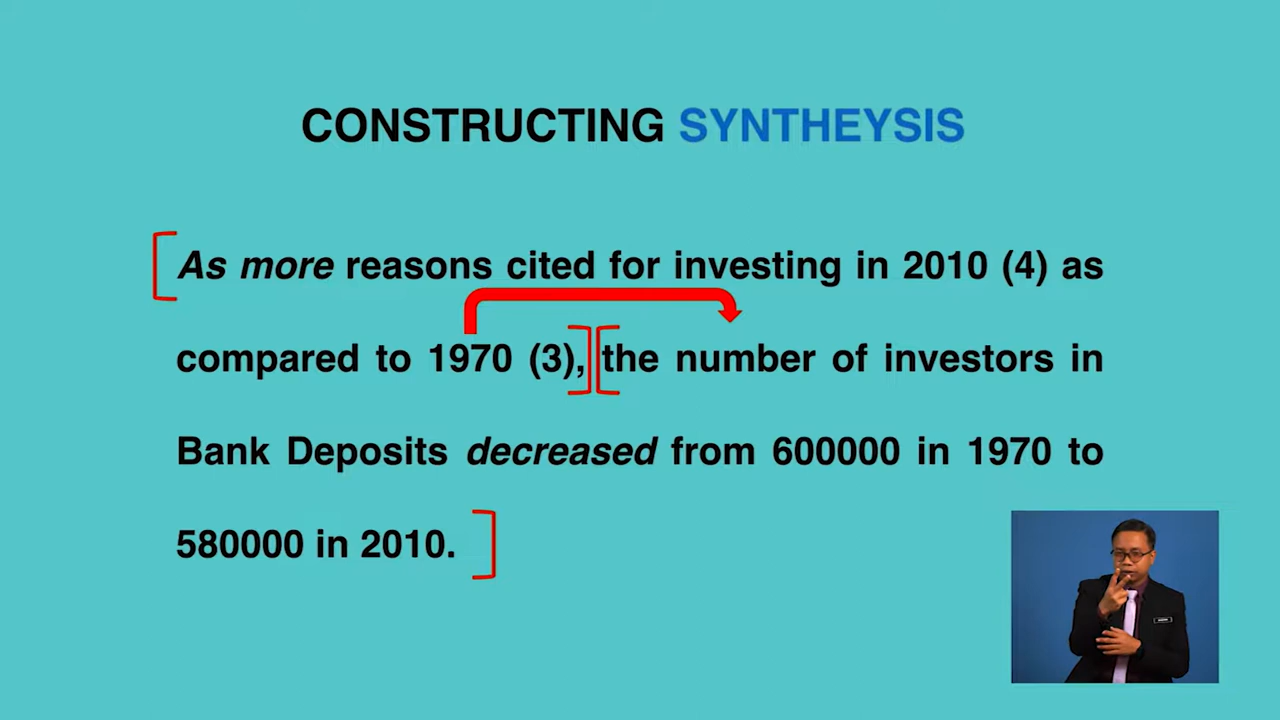 CONSTRUCTING SYNTHEYSIS
As more reasons cited for investing in 2010 (4) as
compared to 1970 (3), the number of investors in
Bank Deposits decreased from 600000 in 1970 to
580000 in 2010.